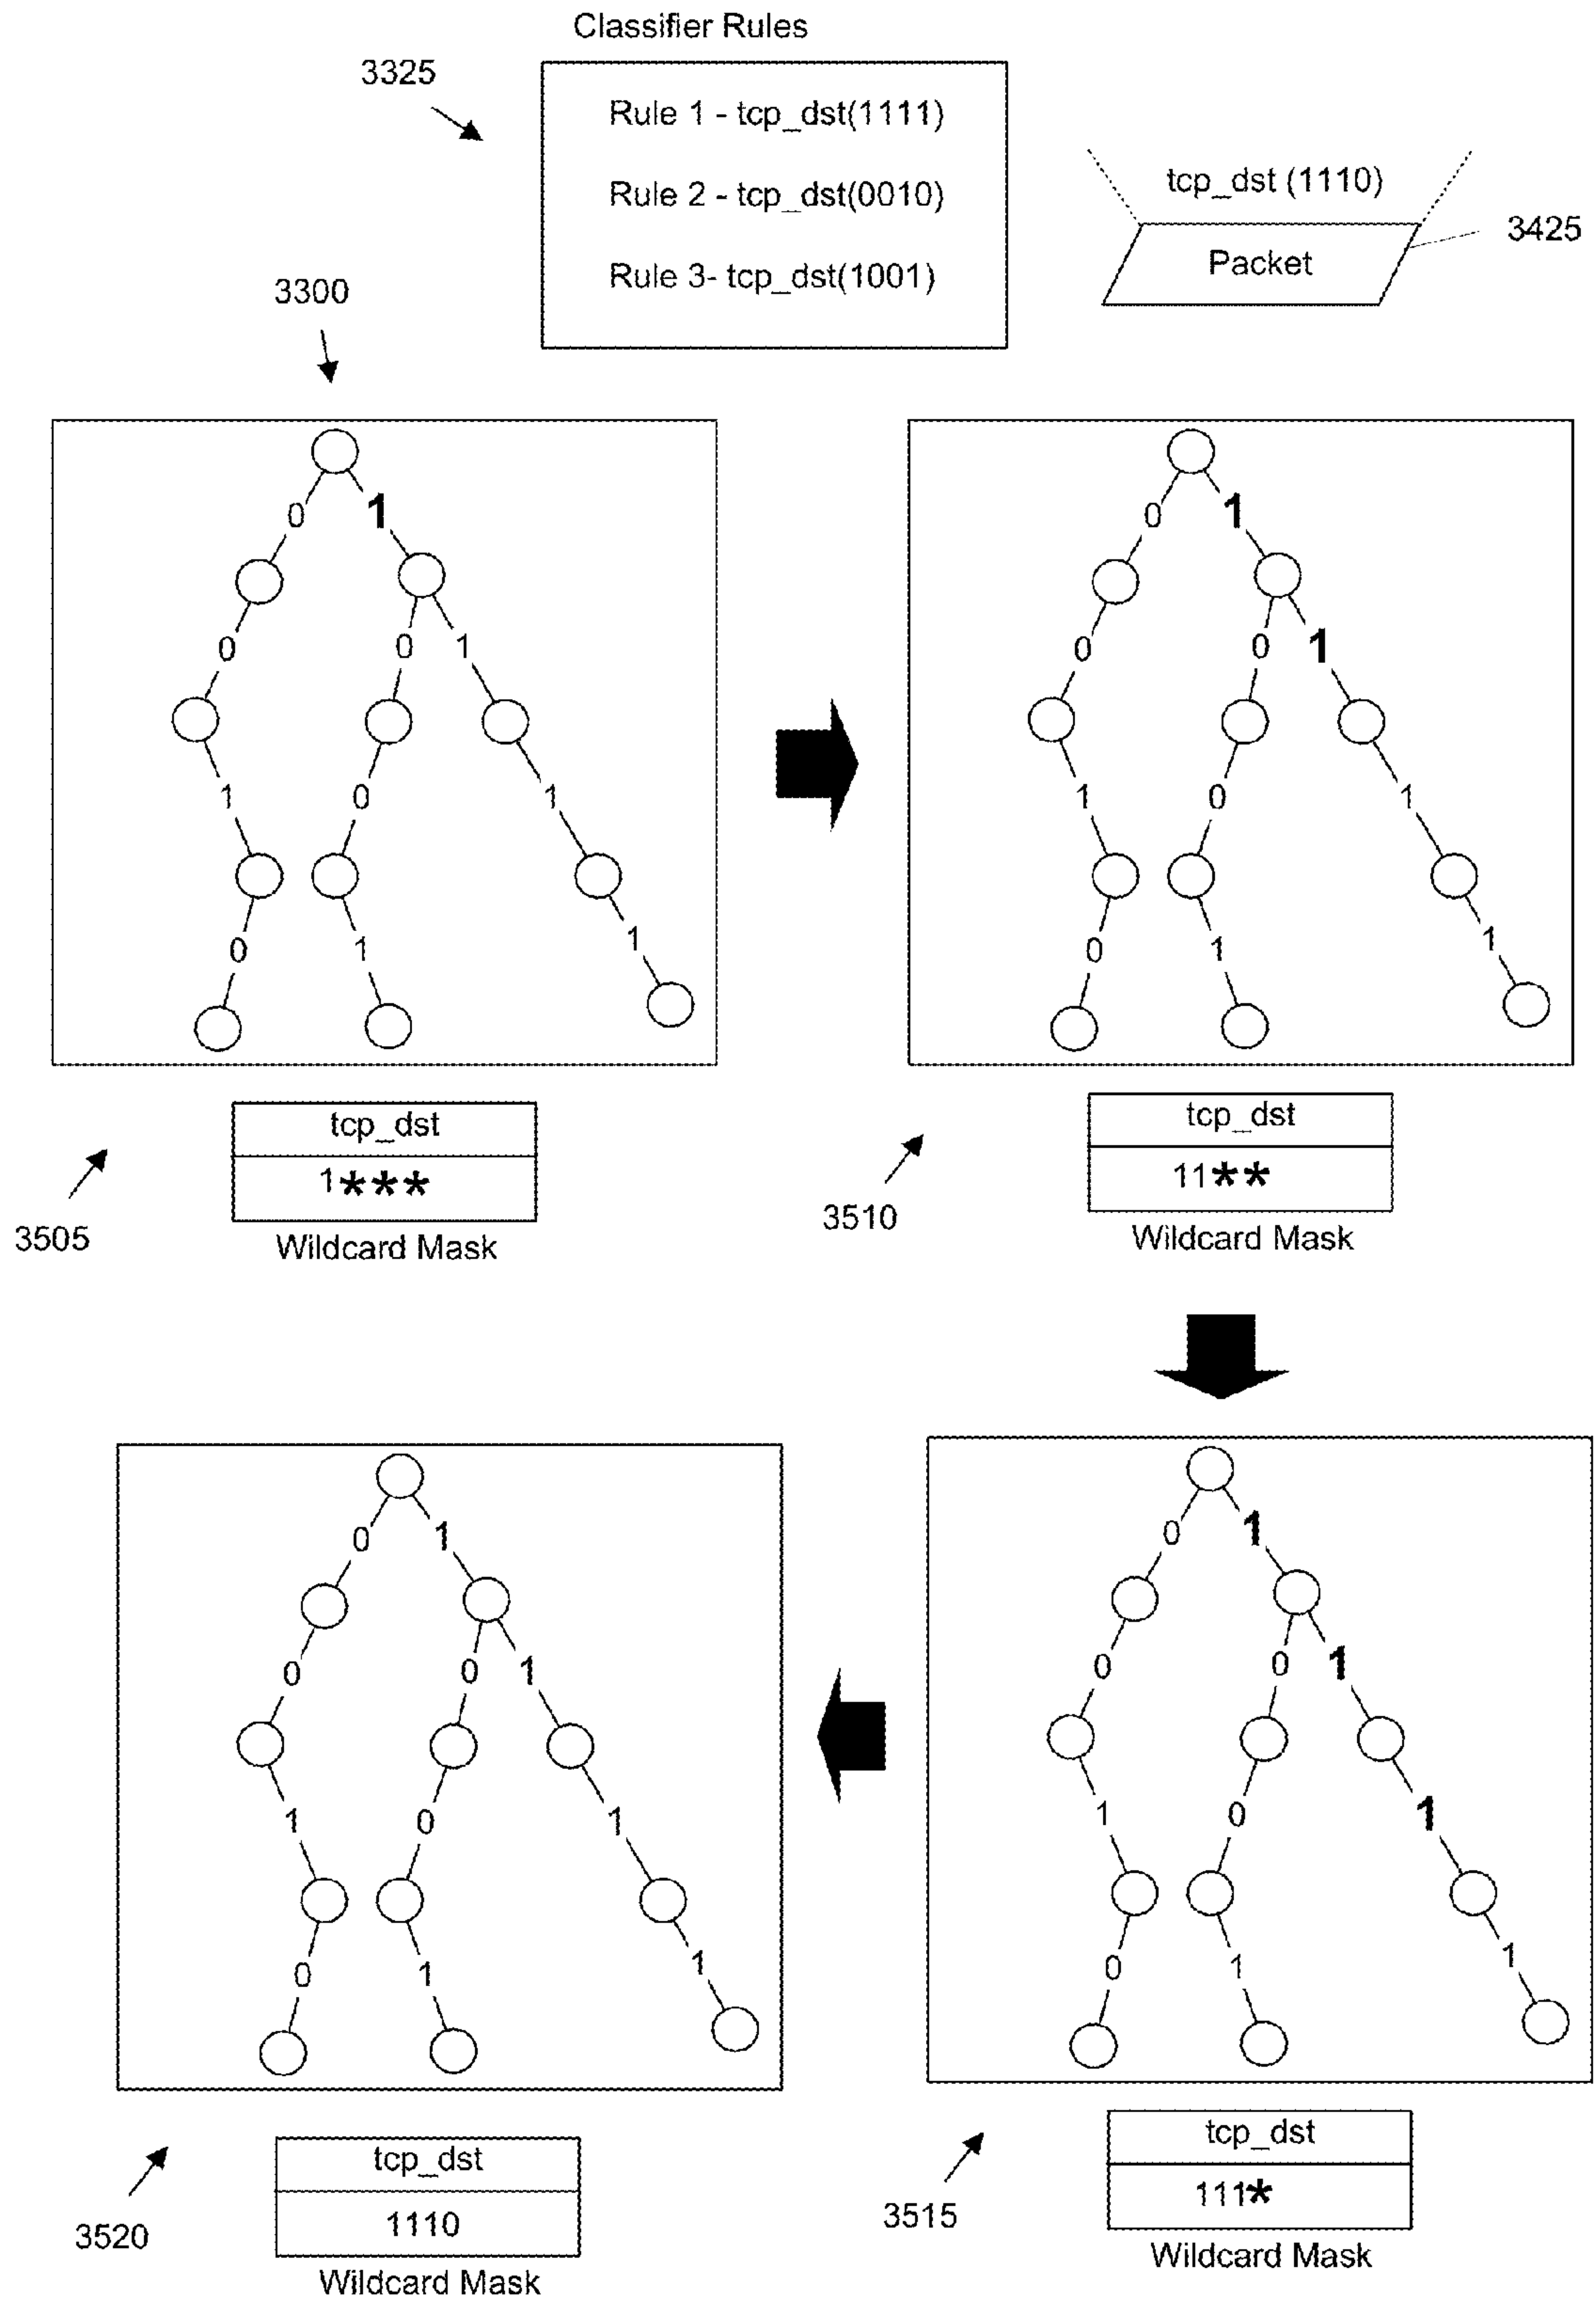 Classifier Rules
3325
Rule 1 - tcp_dst(1111)
Rule 2 - tcp_dst(0010)
Rule 3- tcp_dst(1001)
tcp_dst (1110)
Packet
3425
3300
0 1
0 0 1
1 0 1
0 1 1
tcp_dst
1***
Wildcard Mask
3505
0 1
0 0 1
1 0 1
0 1 1
tcp_dst
11**
Wildcard Mask
3510
0 1
0 0 1
1 0 1
0 1 1
tcp_dst
111*
Wildcard Mask
3515
0 1
0 0 1
1 0 1
0 1 1
tcp_dst
1110
Wildcard Mask
3520